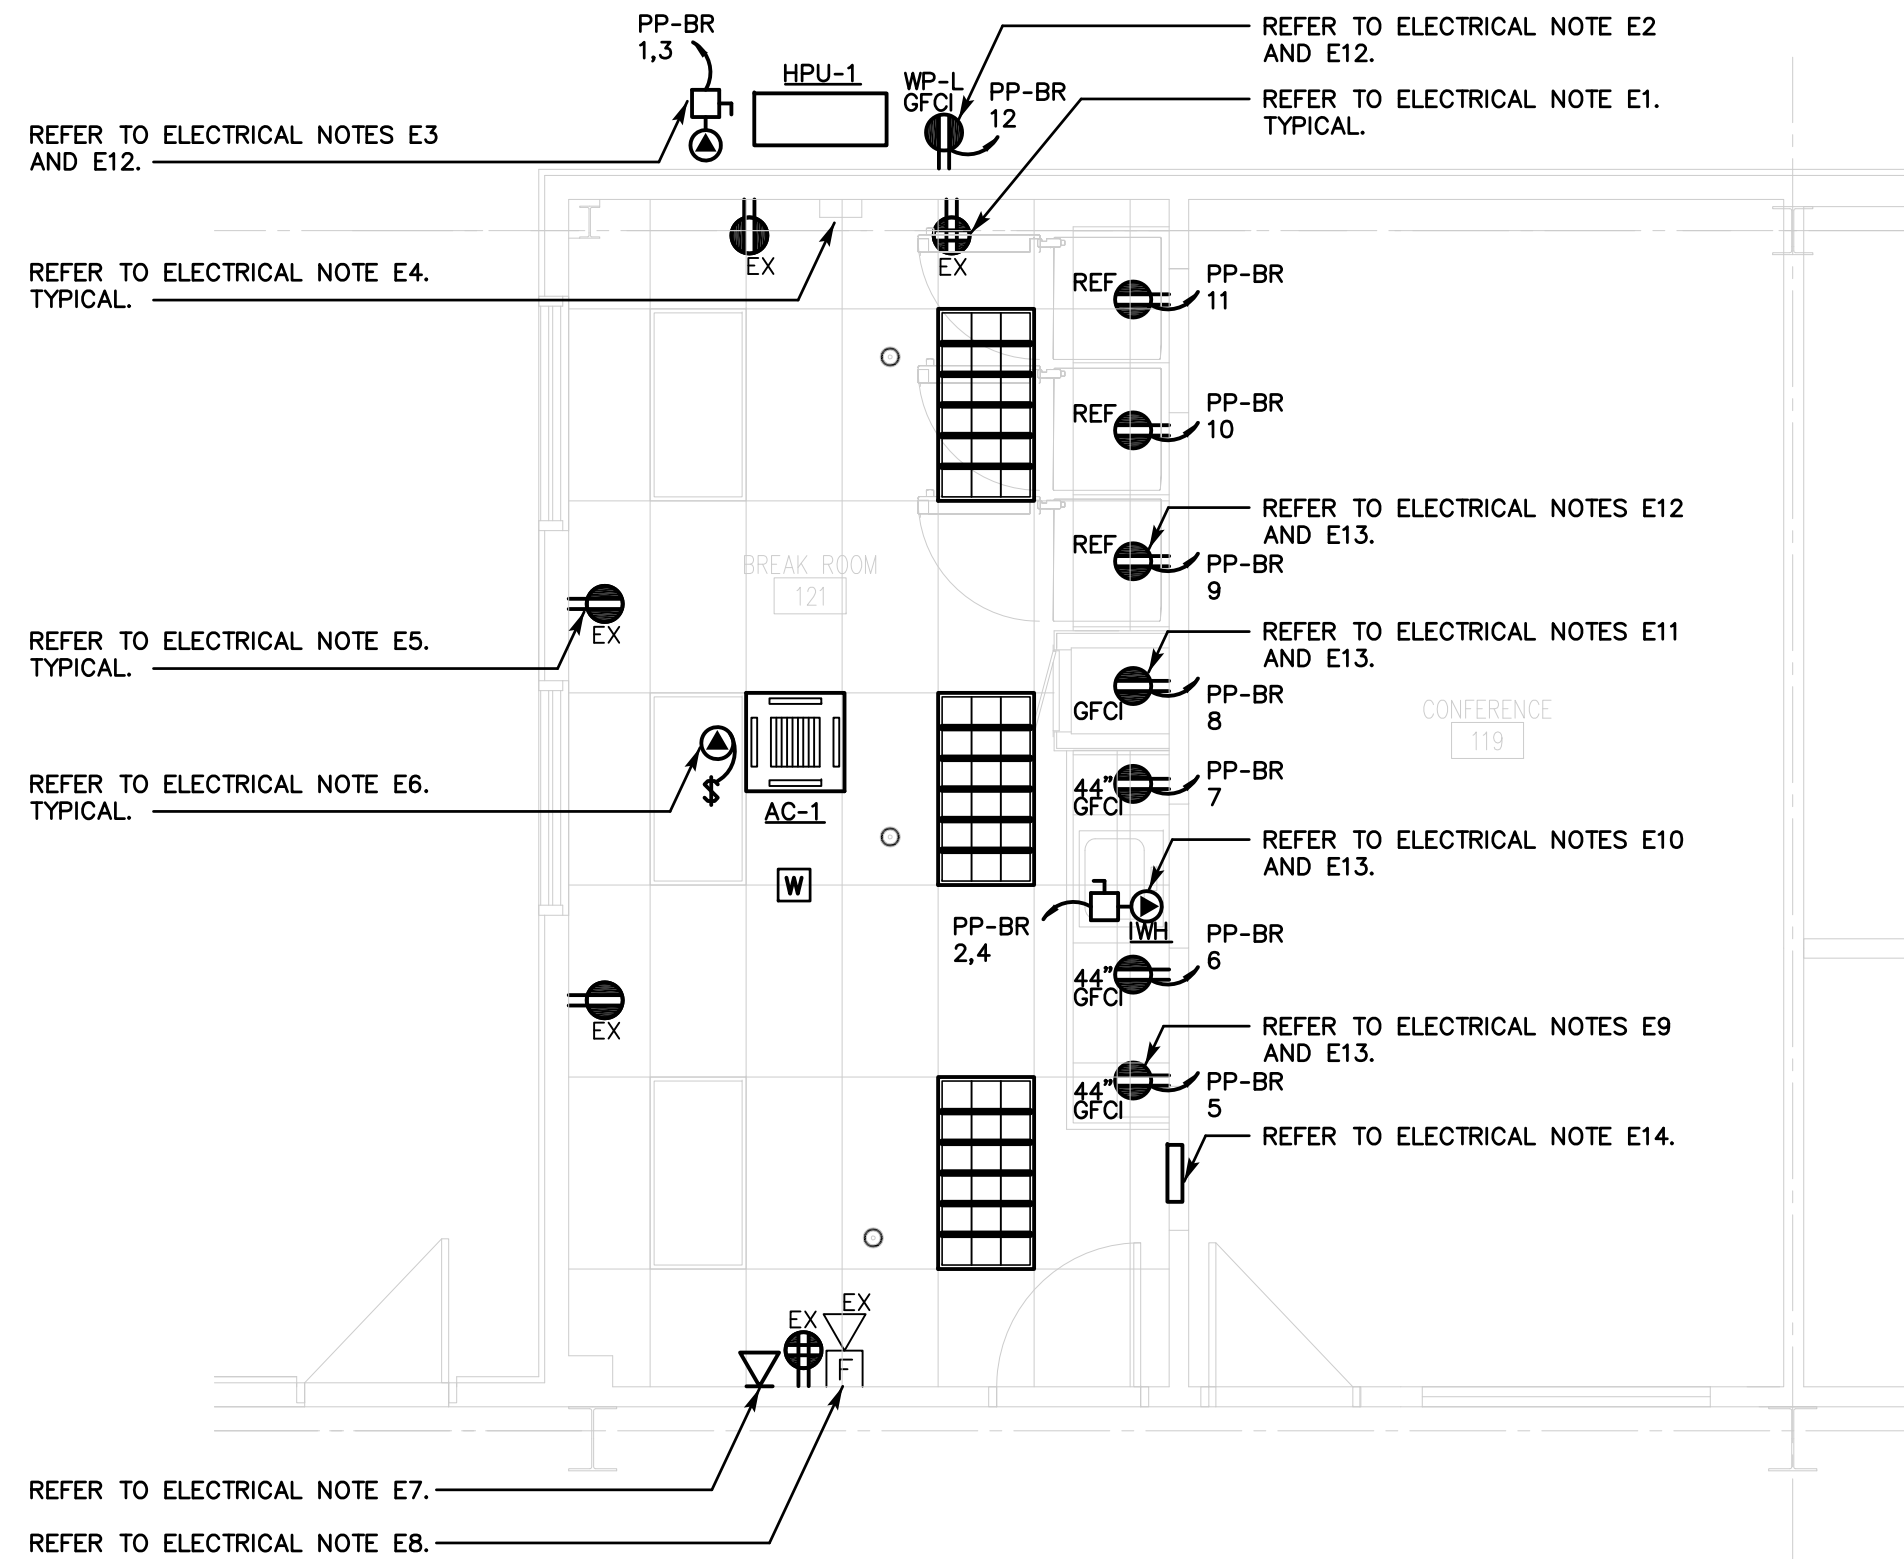 PP-BR
1,3
HPU-1
WP-L
GFCI
PP-BR
12
REFER TO ELECTRICAL NOTE E2
AND E12.
REFER TO ELECTRICAL NOTE E1.
TYPICAL.
REFER TO ELECTRICAL NOTES E3
AND E12.
EX
EX
REFER TO ELECTRICAL NOTE E4.
TYPICAL.
REF
PP-BR
11
REF
PP-BR
10
REFER TO ELECTRICAL NOTES E12
AND E13.
REF
PP-BR
9
BREAK ROOM
121
REFER TO ELECTRICAL NOTE E5.
TYPICAL.
EX
REFER TO ELECTRICAL NOTES E11
AND E13.
GFCI
PP-BR
8
CONFERENCE
119
REFER TO ELECTRICAL NOTE E6.
TYPICAL.
$
AC-1
44"
GFCI
PP-BR
7
REFER TO ELECTRICAL NOTES E10
AND E13.
W
PP-BR
2,4
IWH
PP-BR
6
44"
GFCI
EX
REFER TO ELECTRICAL NOTES E9
AND E13.
44"
GFCI
PP-BR
5
REFER TO ELECTRICAL NOTE E14.
EX
EX
F
REFER TO ELECTRICAL NOTE E7.
REFER TO ELECTRICAL NOTE E8.